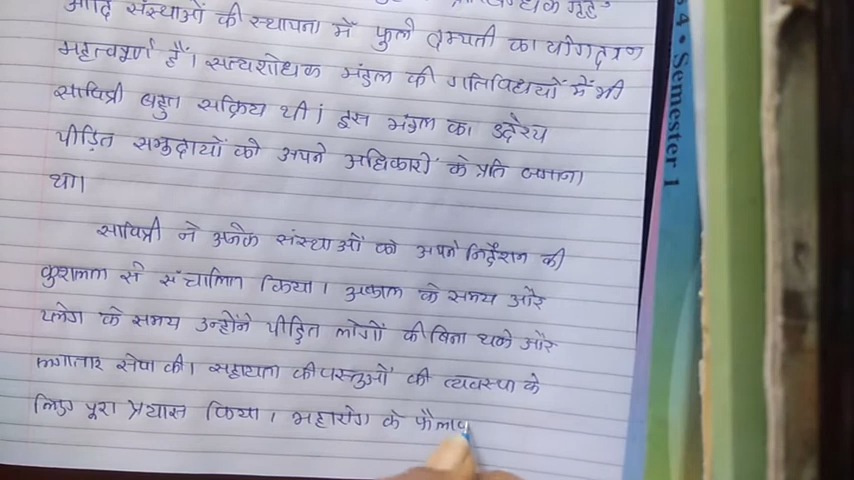 आदि संस्थाओं की स्थापना में फुले दम्पती का योगदान
महत्वपूर्ण हैं। सत्यशोधक मंडल की गतिविधियों में भी
सावित्री बहुत सक्रिय थी। इस मंडल का उद्देश्य
पीड़ित समुदायों को अपने अधिकारों के प्रति जगाना
था।
सावित्री ने अनेक संस्थाओं को अपने निर्देशन की
कुशलता से संचालित किया। अकाल के समय और
प्लेग के समय उन्होंने पीड़ित लोगों की बिना थके और
लगातार सेवा की। सहायता की वस्तुओं की व्यवस्था के
लिए पूरा प्रयास किया। महारोग के फैलाव
4 • Semester 1